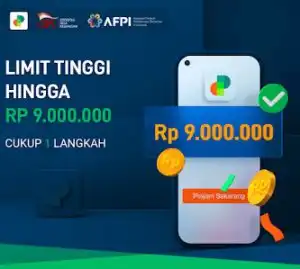 AFPI
LIMIT TINGGI
HINGGA
RP 9.000.000
CUKUP 1 LANGKAH
Rp 9.000.000
Pinjam Sekarang